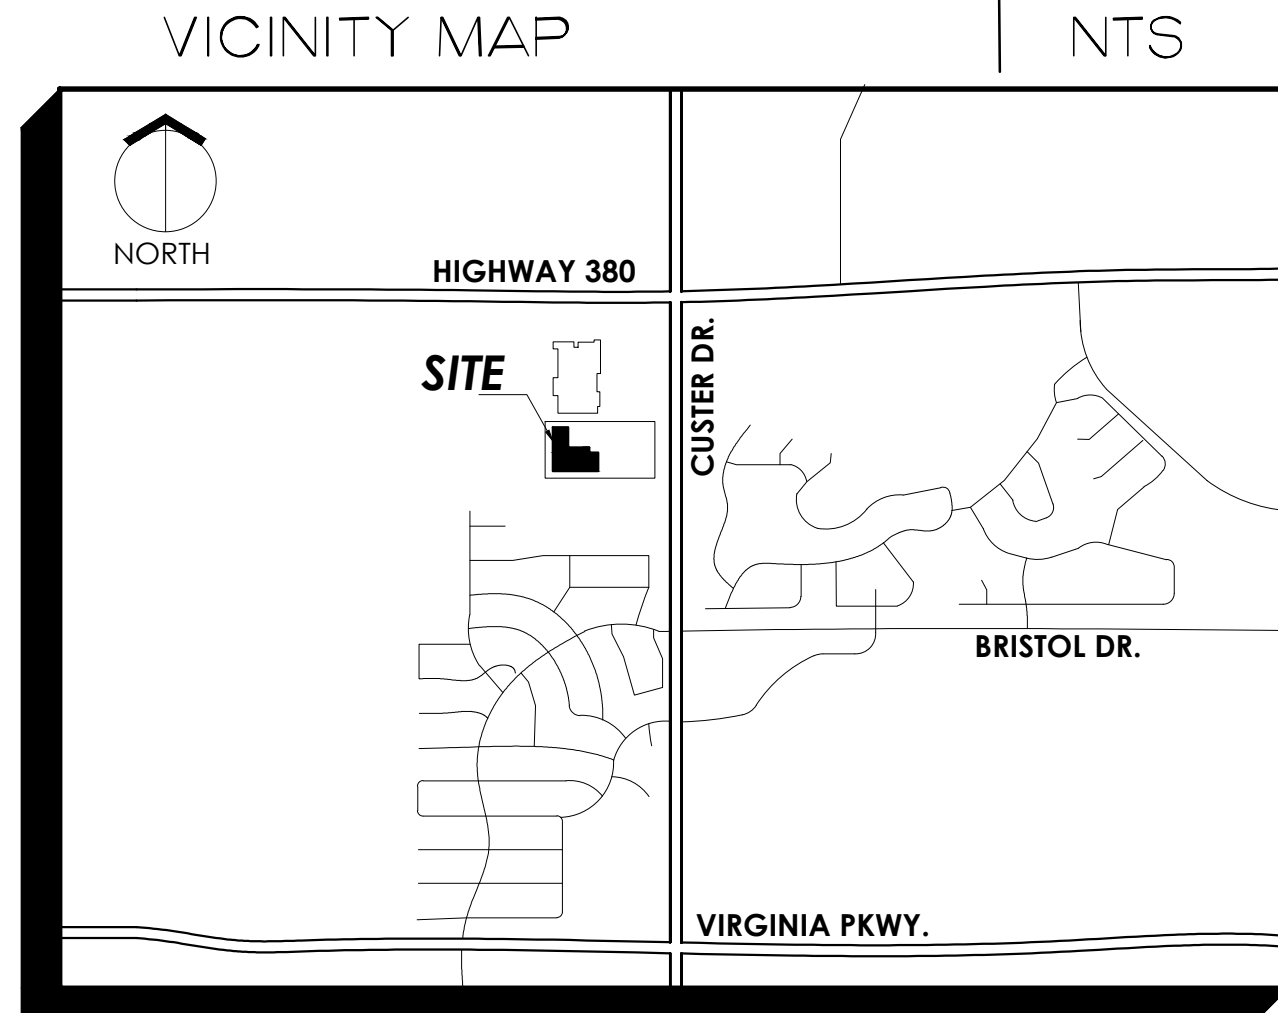 VICINITY MAP
NTS
NORTH
HIGHWAY 380
SITE
CUSTER DR.
BRISTOL DR.
VIRGINIA PKWY.